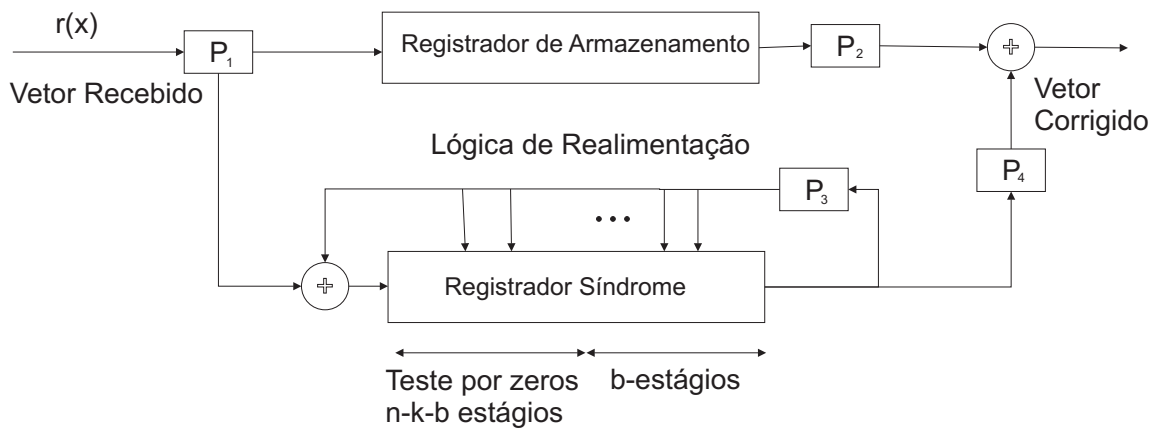 r(x)
P₁
Registrador de Armazenamento
P₂
Vetor Recebido
Vetor
Corrigido
Lógica de Realimentação
P₃
P₄
...
Registrador Síndrome
Teste por zeros
n-k-b estágios
b-estágios